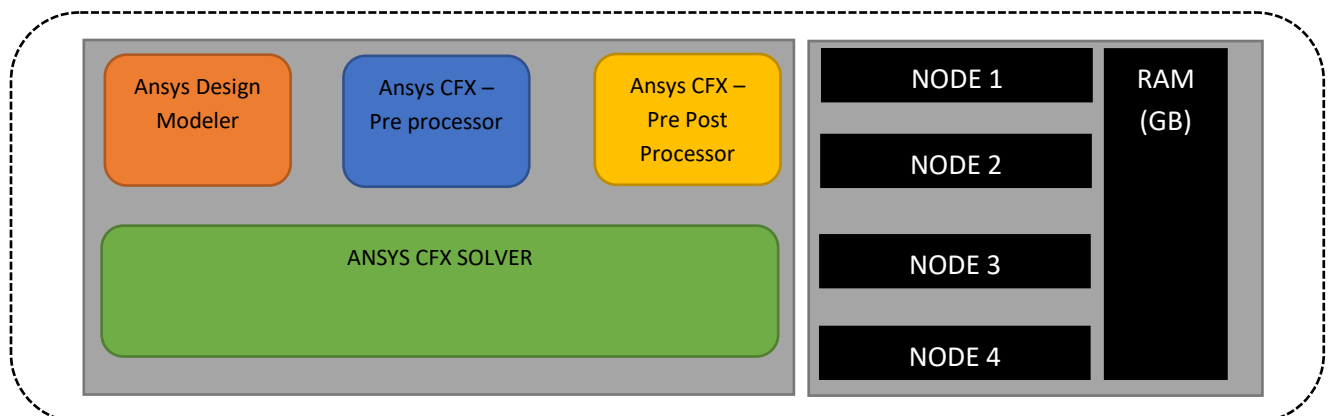 Ansys Design
Modeler
Ansys CFX –
Pre processor
Ansys CFX –
Pre Post
Processor
ANSYS CFX SOLVER
NODE 1
NODE 2
NODE 3
NODE 4
RAM
(GB)